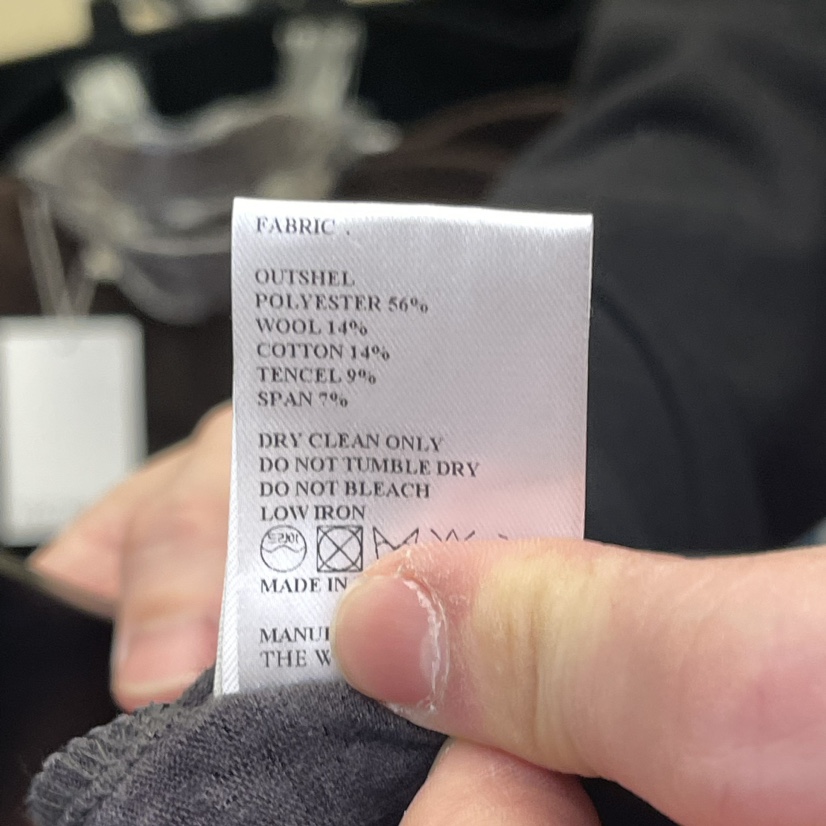 FABRIC .
OUTSHEL
POLYESTER 56%
WOOL 14%
COTTON 14%
TENCEL 9%
SPAN 7%
DRY CLEAN ONLY
DO NOT TUMBLE DRY
DO NOT BLEACH
LOW IRON
MADE IN
THE